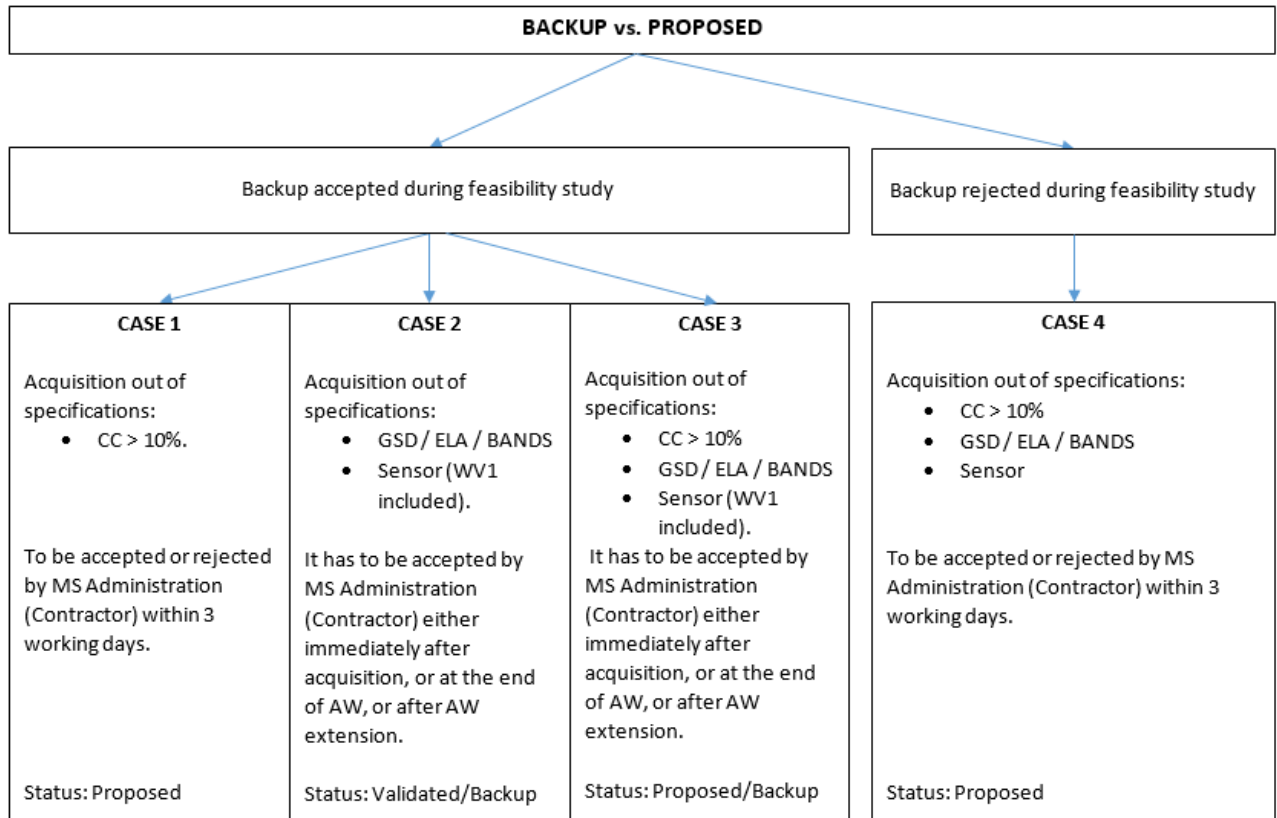 BACKUP vs. PROPOSED
Backup accepted during feasibility study
Backup rejected during feasibility study
CASE 1
Acquisition out of
specifications:
• CC > 10%.
To be accepted or rejected
by MS Administration
(Contractor) within 3
working days.
Status: Proposed
CASE 2
Acquisition out of
specifications:
• GSD / ELA / BANDS
• Sensor (WV1
included).
It has to be accepted by
MS Administration
(Contractor) either
immediately after
acquisition, or at the end
of AW, or after AW
extension.
Status: Validated/Backup
CASE 3
Acquisition out of
specifications:
• CC > 10%
• GSD / ELA / BANDS
• Sensor (WV1
included).
It has to be accepted by
MS Administration
(Contractor) either
immediately after
acquisition, or at the end
of AW, or after AW
extension.
Status: Proposed/Backup
CASE 4
Acquisition out of specifications:
• CC > 10%
• GSD / ELA / BANDS
• Sensor
To be accepted or rejected by MS
Administration (Contractor) within 3
working days.
Status: Proposed